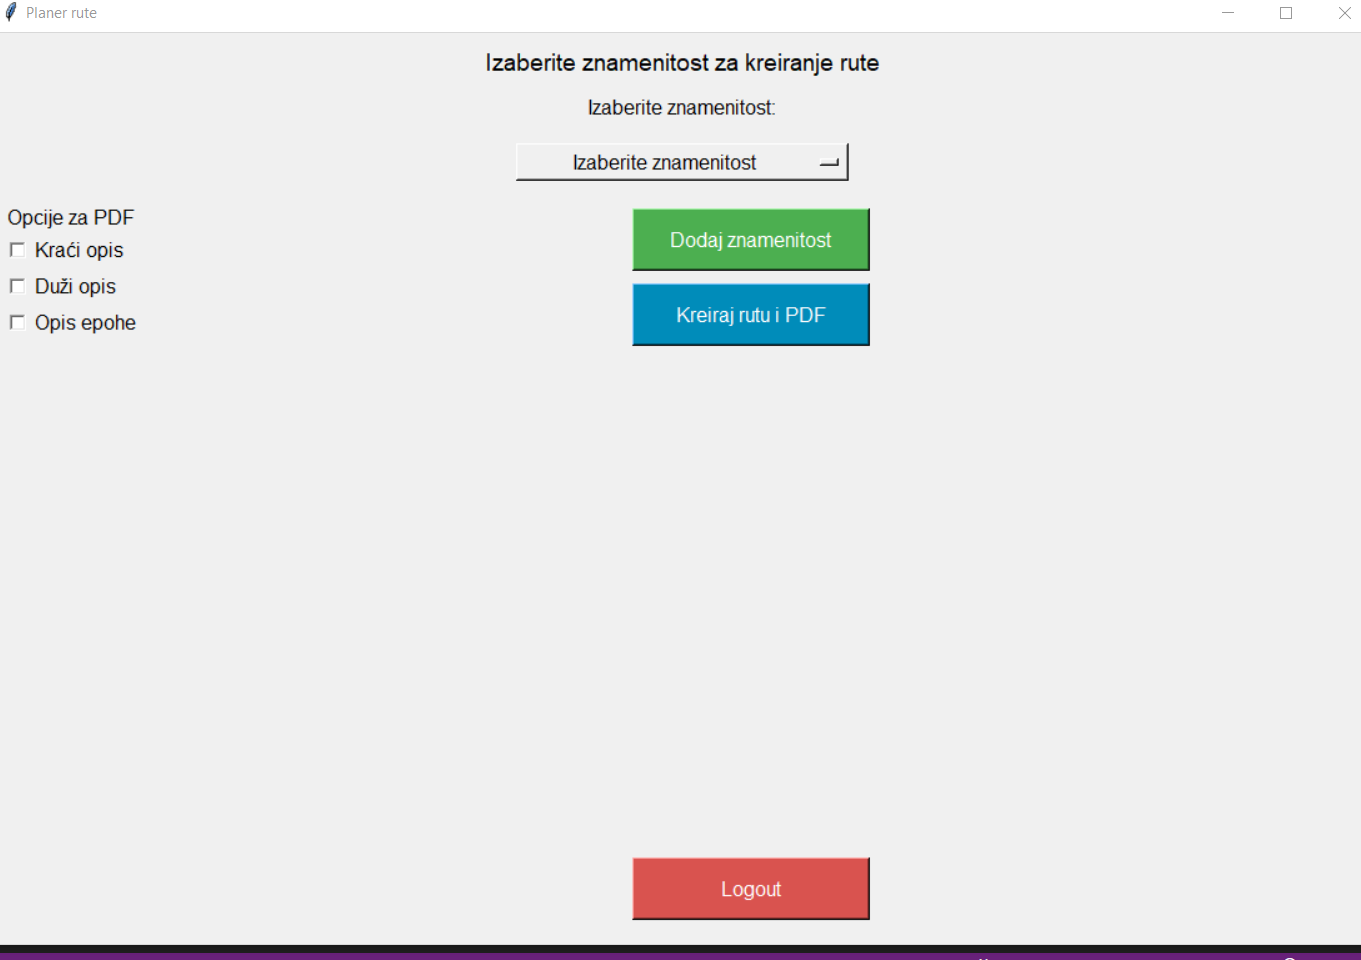 Planer rute
Izaberite znamenitost za kreiranje rute
Izaberite znamenitost:
Izaberite znamenitost
Opcije za PDF
Kraći opis
Duži opis
Opis epohe
Dodaj znamenitost
Kreiraj rutu i PDF
Logout